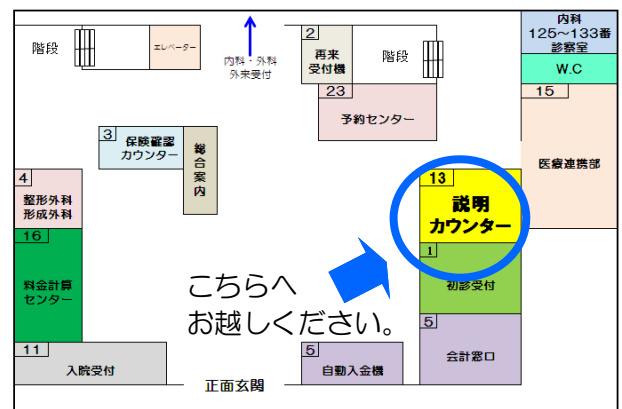 階段
エレベーター
内科・外科
外来受付
2
再来
受付機
階段
内科
125～133番
診察室
W.C
23
予約センター
15
医療連携部
3
保険確認
カウンター
総合案内
4
整形外科
形成外科
13
説明
カウンター
16
料金計算
センター
1
初診受付
こちらへ
お越しください。
11
入院受付
正面玄関
5
自動入金機
5
会計窓口